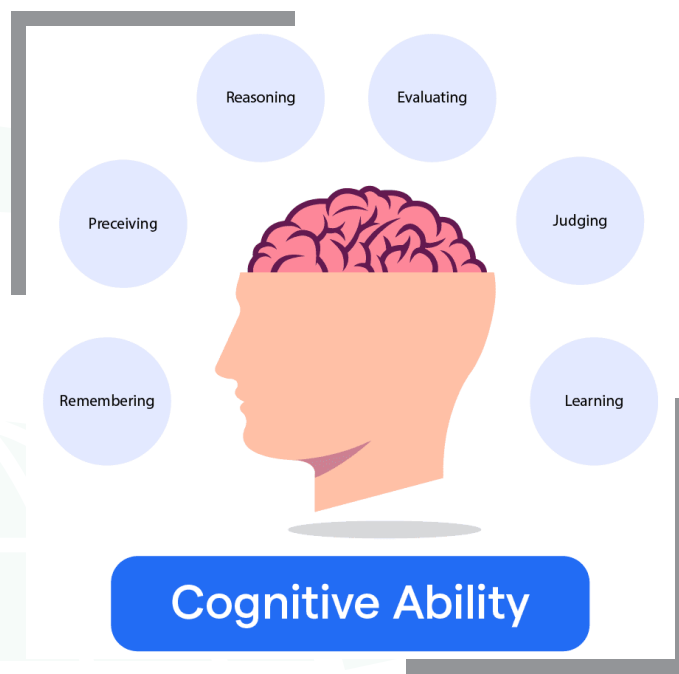 Reasoning
Evaluating
Preceiving
Judging
Remembering
Learning
Cognitive Ability